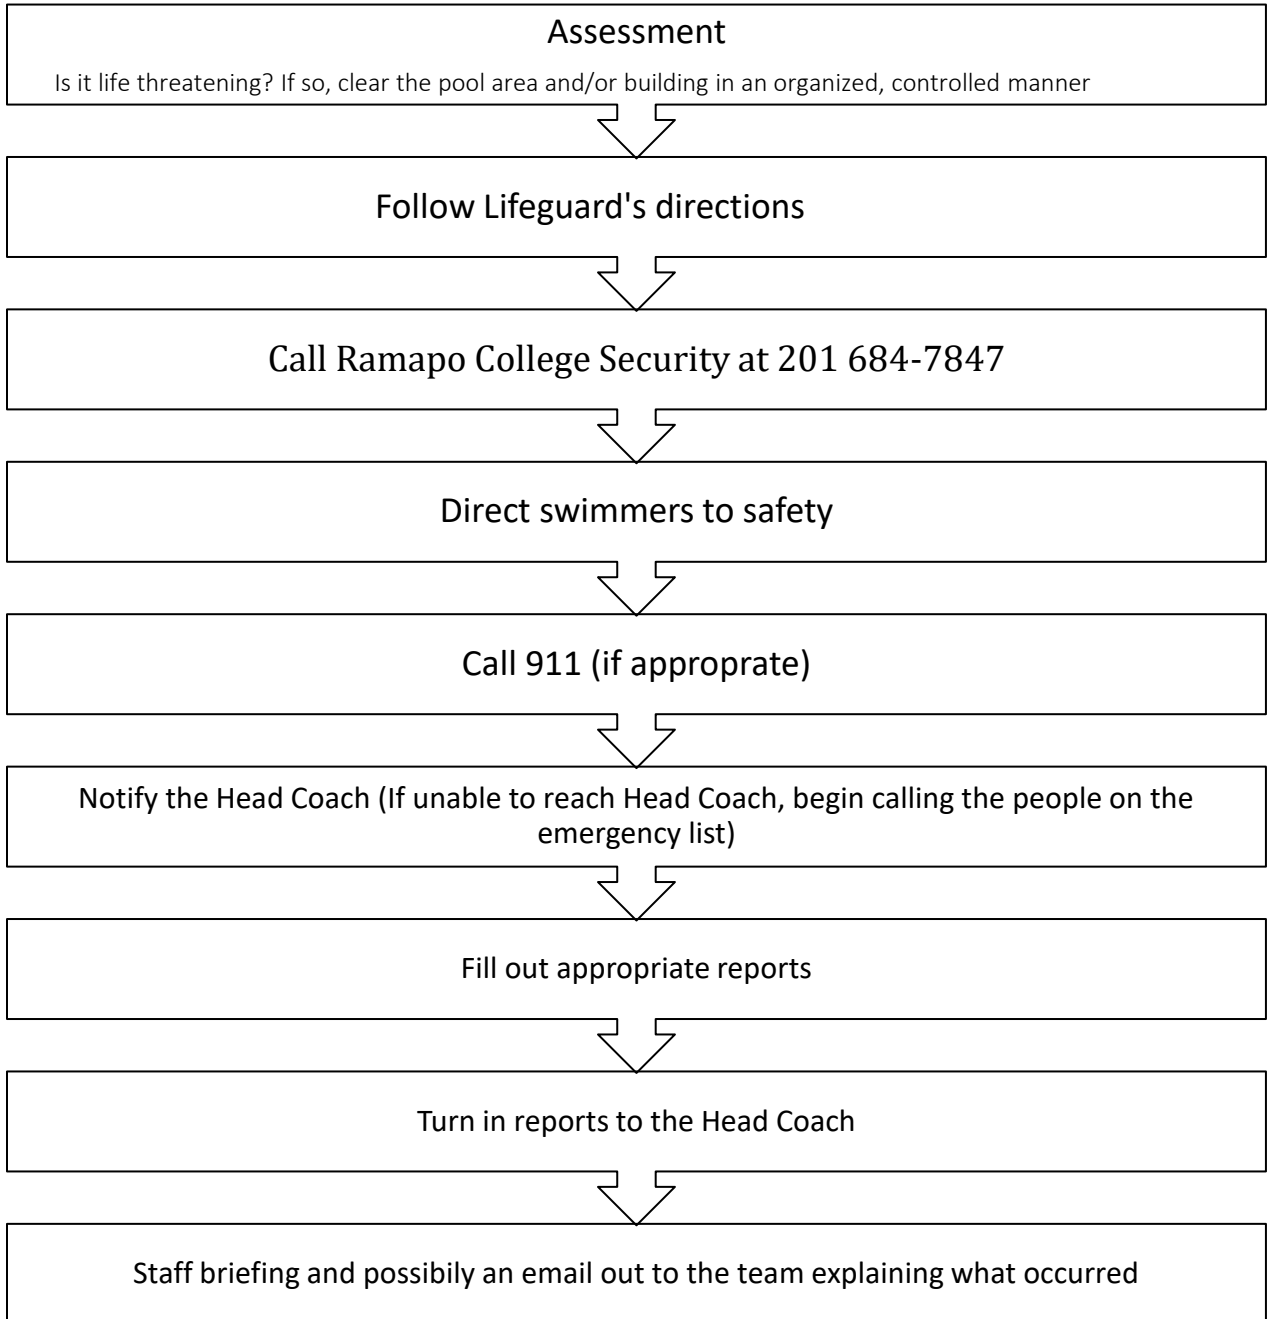 Assessment
Is it life threatening? If so, clear the pool area and/or building in an organized, controlled manner
Follow Lifeguard's directions
Call Ramapo College Security at 201 684-7847
Direct swimmers to safety
Call 911 (if approprate)
Notify the Head Coach (If unable to reach Head Coach, begin calling the people on the
emergency list)
Fill out appropriate reports
Turn in reports to the Head Coach
Staff briefing and possibily an email out to the team explaining what occurred